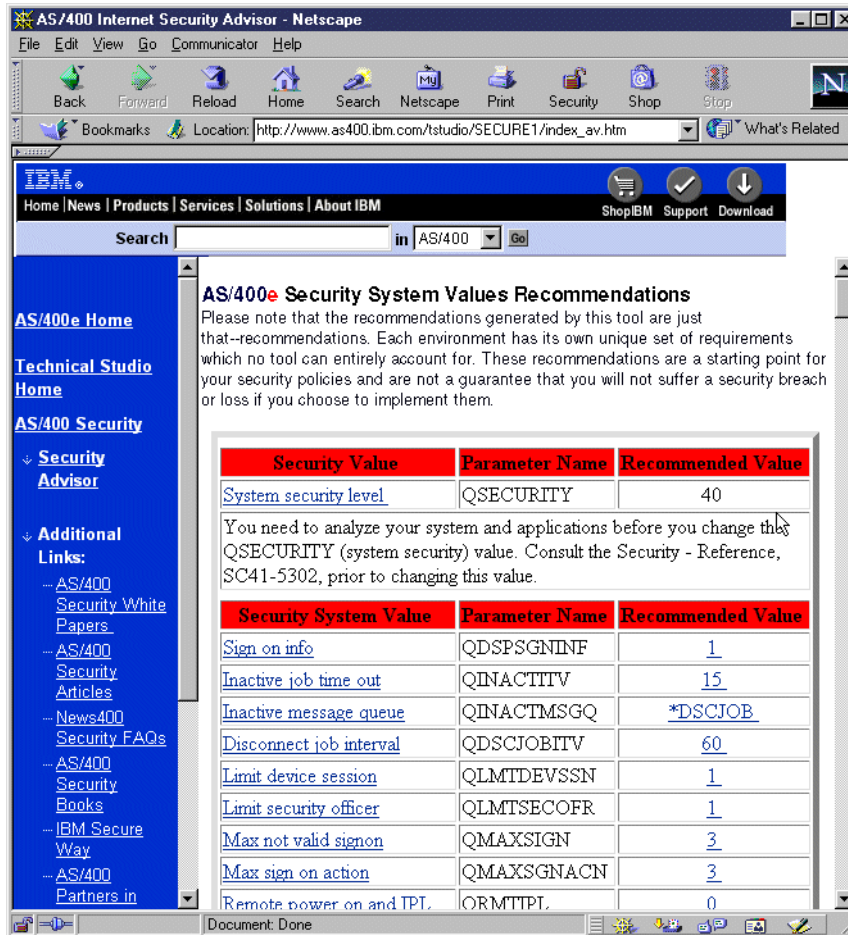 AS/400 Internet Security Advisor - Netscape
File Edit View Go Communicator Help
My
Back Forward Reload Home Search Netscape Print Security Shop Stop
N
Bookmarks Location: http://www.as400.ibm.com/tstudio/SECURE1/index_av.htm What's Related
IBM®
Home | News | Products | Services | Solutions | About IBM
ShopIBM Support Download
Search in AS/400 Go
AS/400e Home
Technical Studio
Home
AS/400 Security
Security
Advisor
Additional
Links:
AS/400
Security White
Papers
AS/400
Security
Articles
News400
Security FAQs
AS/400
Security
Books
IBM Secure
Way
AS/400
Partners in
AS/400e Security System Values Recommendations
Please note that the recommendations generated by this tool are just
that--recommendations. Each environment has its own unique set of requirements
which no tool can entirely account for. These recommendations are a starting point for
your security policies and are not a guarantee that you will not suffer a security breach
or loss if you choose to implement them.
Security Value Parameter Name Recommended Value
System security level QSECURITY 40
You need to analyze your system and applications before you change the
QSECURITY (system security) value. Consult the Security - Reference,
SC41-5302, prior to changing this value.
Security System Value Parameter Name Recommended Value
Sign on info QDSPSGNINF 1
Inactive job time out QINACTITV 15
Inactive message queue QINACTMSGQ *DSCJOB
Disconnect job interval QDSCJOBITV 60
Limit device session QLMTDEVSSN 1
Limit security officer QLMTSECOFR 1
Max not valid signon QMAXSIGN 3
Max sign on action QMAXSGNACN 3
Remote power on and IPL QRMTIPL 0
Document: Done